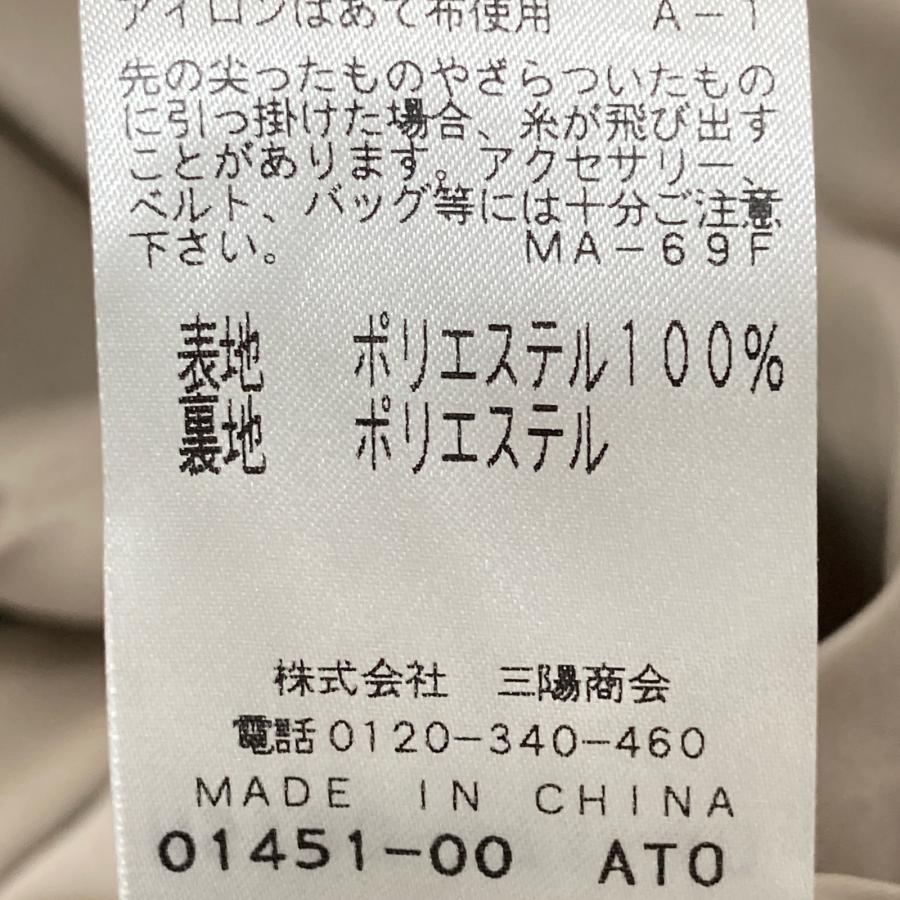 アイロンはあて布使用　A-1
先の尖ったものやざらついたもの
に引っ掛けた場合、糸が飛び出す
ことがあります。アクセサリー、
ベルト、バッグ等には十分ご注意
下さい。　MA-69F
表地　ポリエステル100%
裏地　ポリエステル
株式会社　三陽商会
電話0120-340-460
MADE IN CHINA
01451-00 ATO